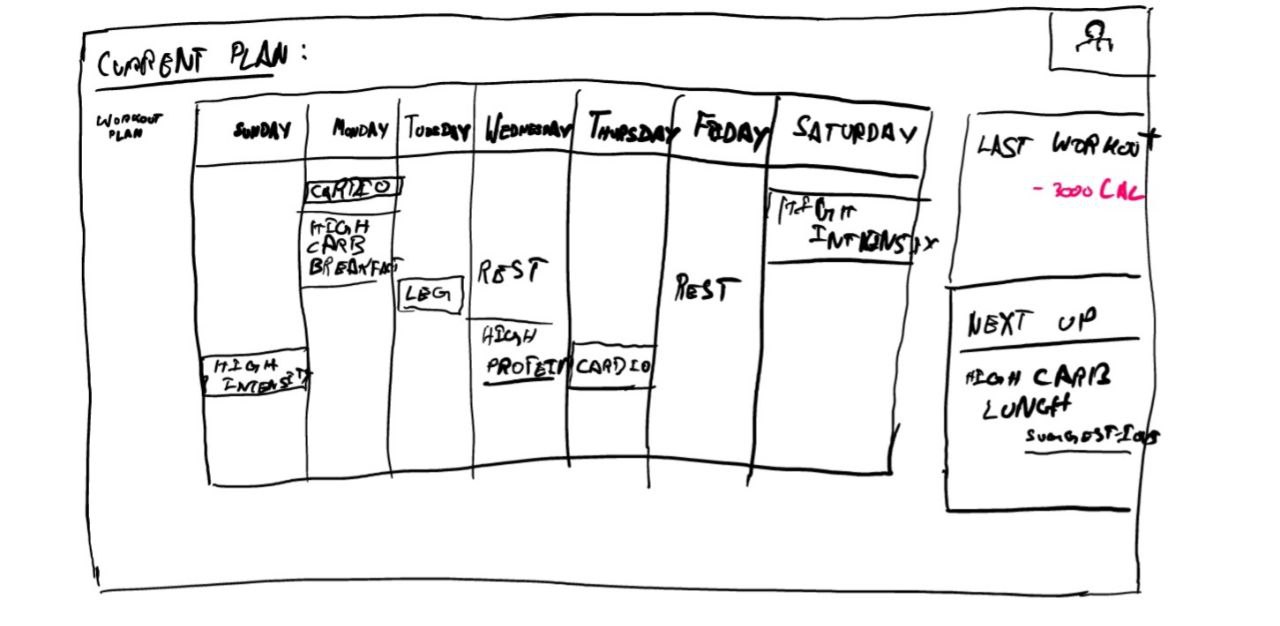 CURRENT PLAN:
WORKOUT
PLAN
SUNDAY MONDAY TUESDAY WEDNESDAY THURSDAY FRIDAY SATURDAY
HIGH
INTENSITY
CARDIO
HIGH
CARB
BREAKFAST
LEG
REST
HIGH
PROTEIN
CARDIO
REST
HIGH
INTENSITY
LAST WORKOUT
- 3000 CAL
NEXT UP
HIGH CARB
LUNCH
SUGGESTIONS